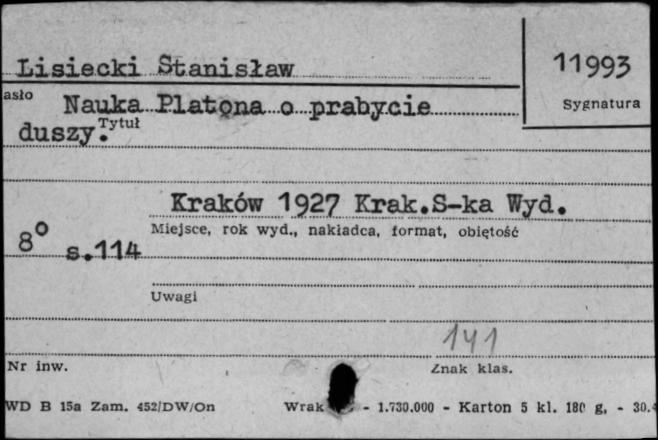 Lisiecki Stanisław
11993
asło
Sygnatura
Nauka Platona o prabycie
Tytuł
duszy.
Kraków 1927 Krak.S-ka Wyd.
Miejsce, rok wyd., nakładca, format, obiętość
8° s.114
Uwagi
141
Nr inw.
Znak klas.
WD B 15a Zam. 452/DW/On Wrak - 1.730.000 - Karton 5 kl. 180 g, - 30.4